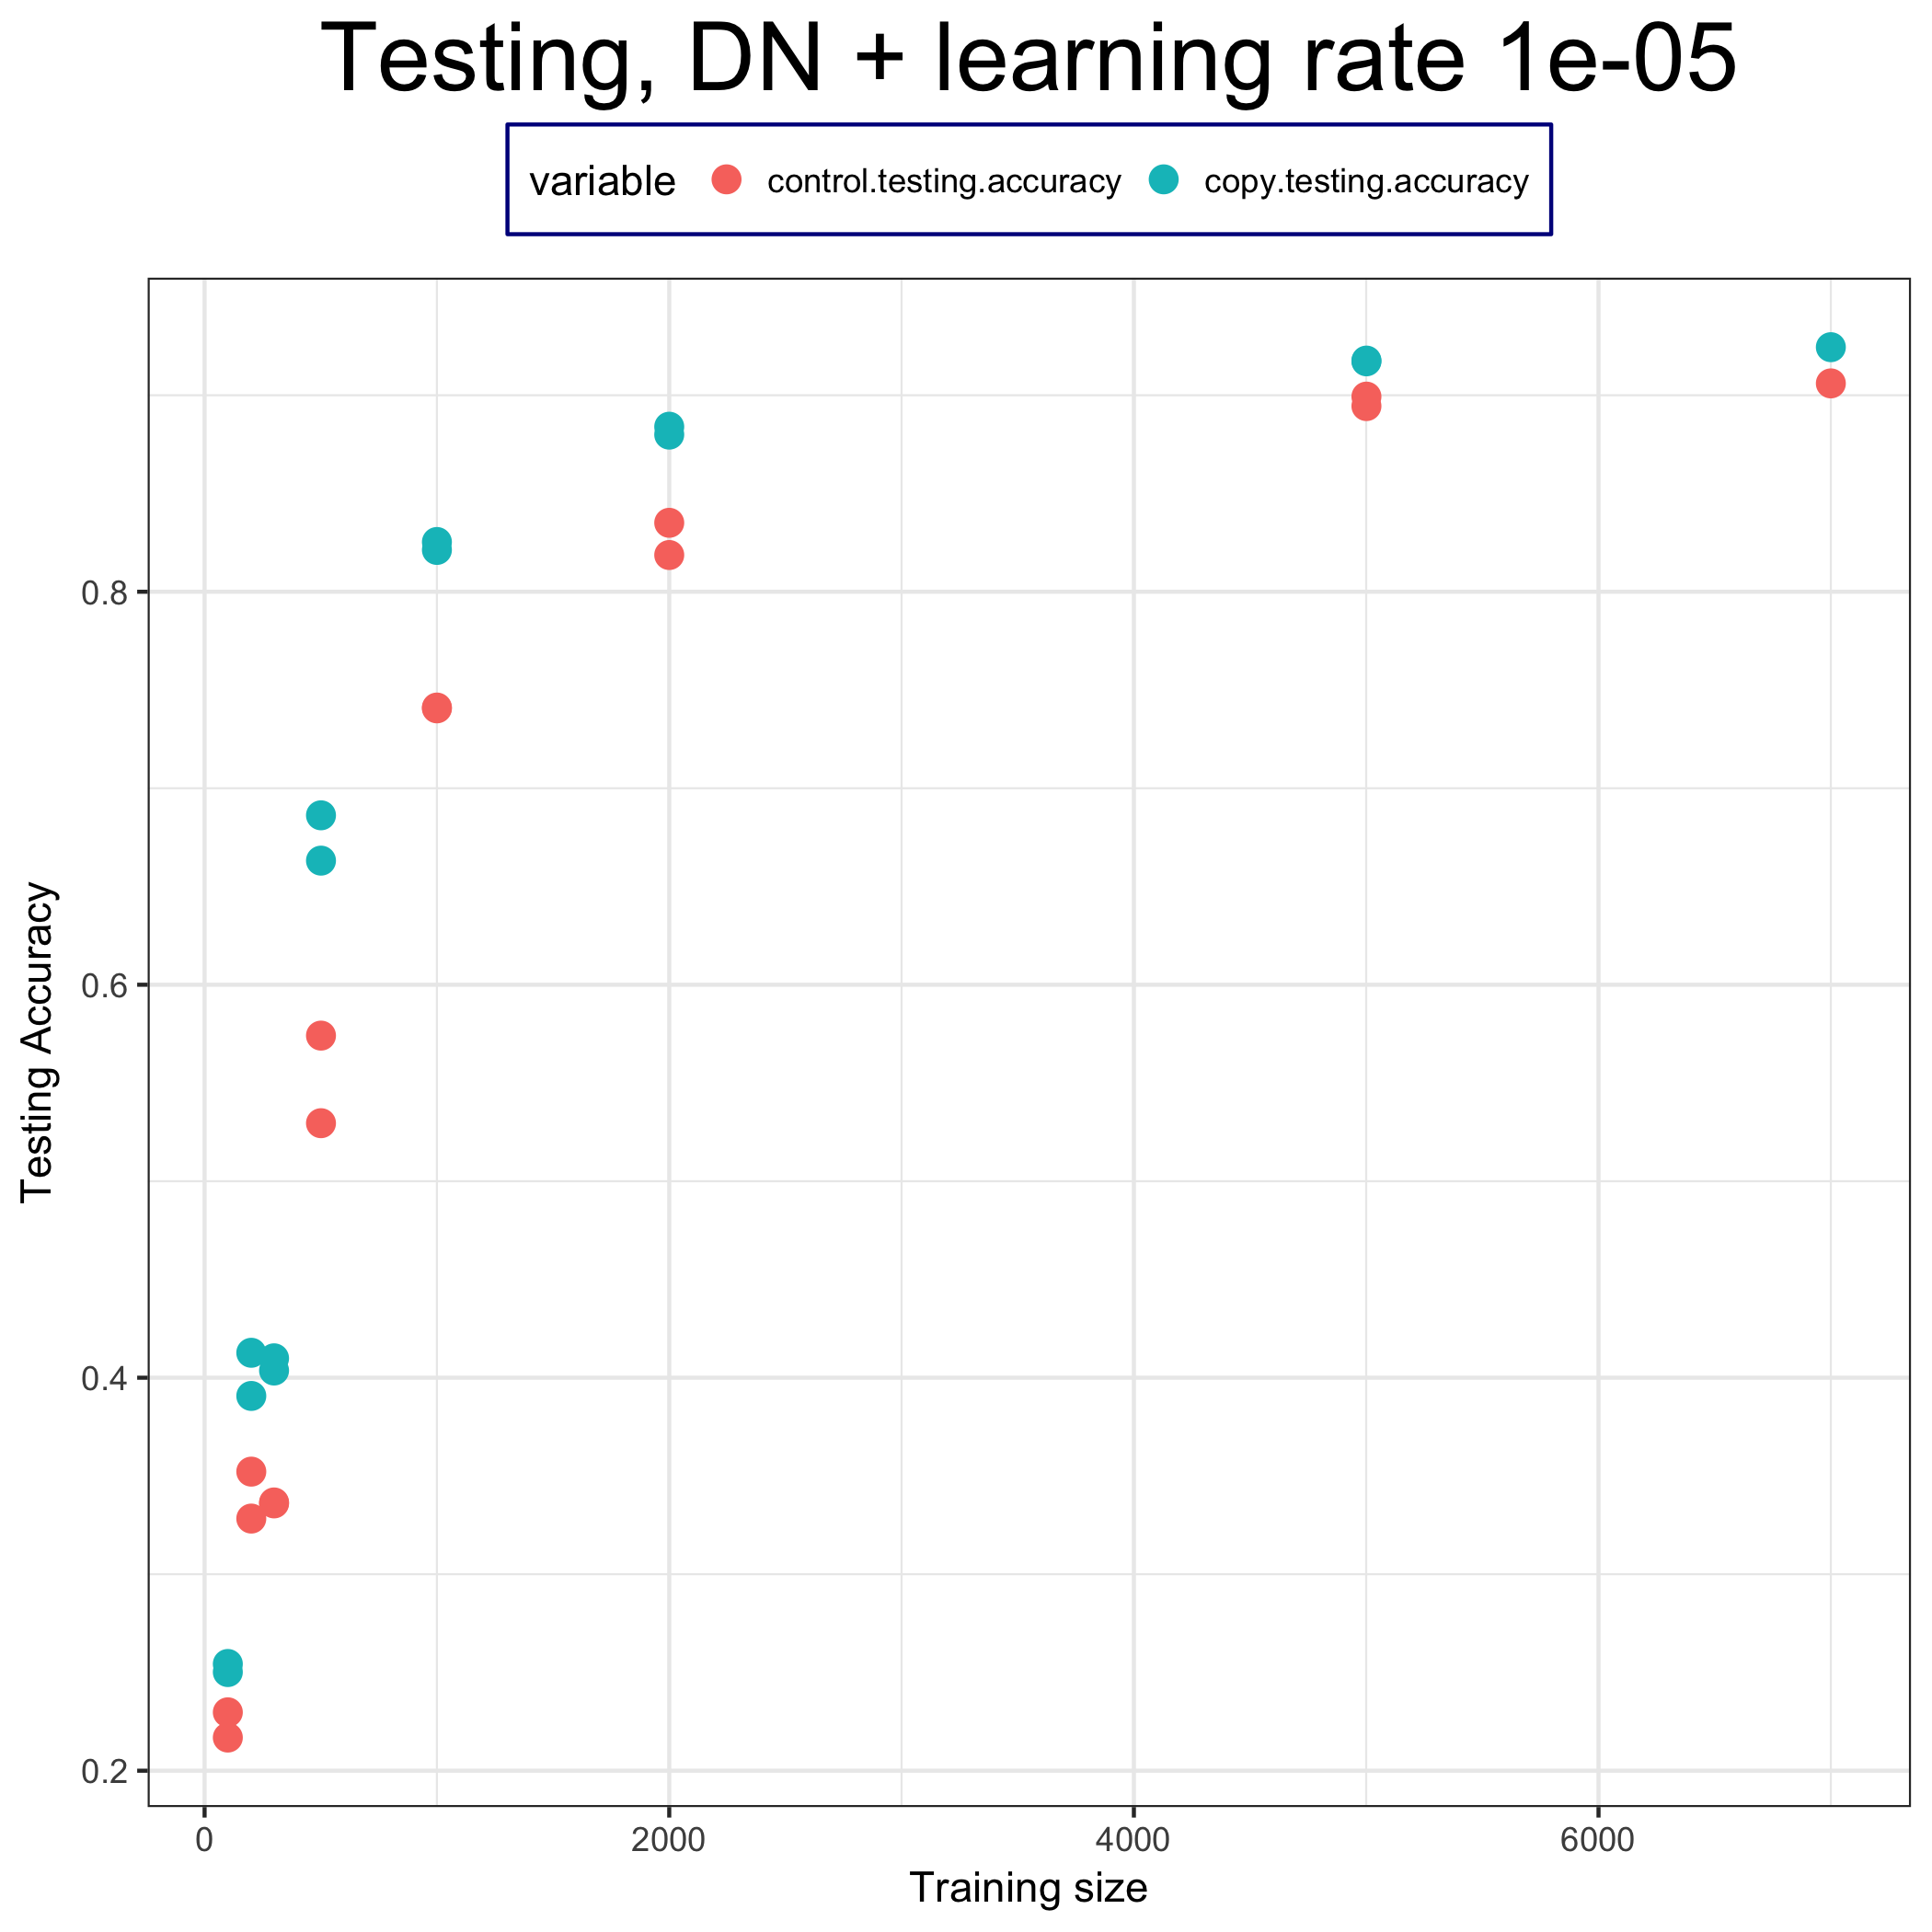 Testing, DN + learning rate 1e-05
variable control.testing.accuracy copy.testing.accuracy
Testing Accuracy
0.8
0.6
0.4
0.2
0 2000 4000 6000
Training size